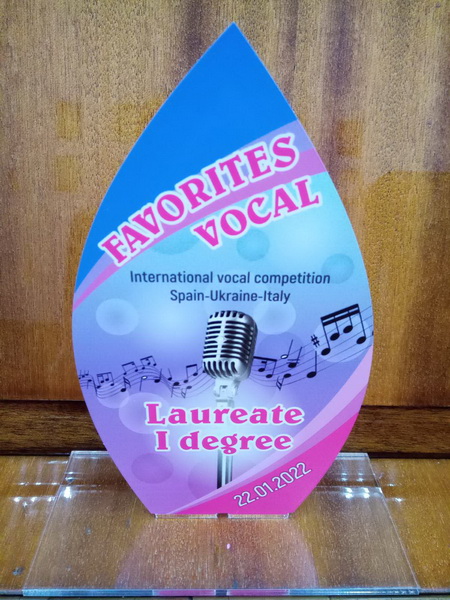 FAVORITES
VOCAL
International vocal competition
Spain-Ukraine-Italy
Laureate
I degree
22.01.2022